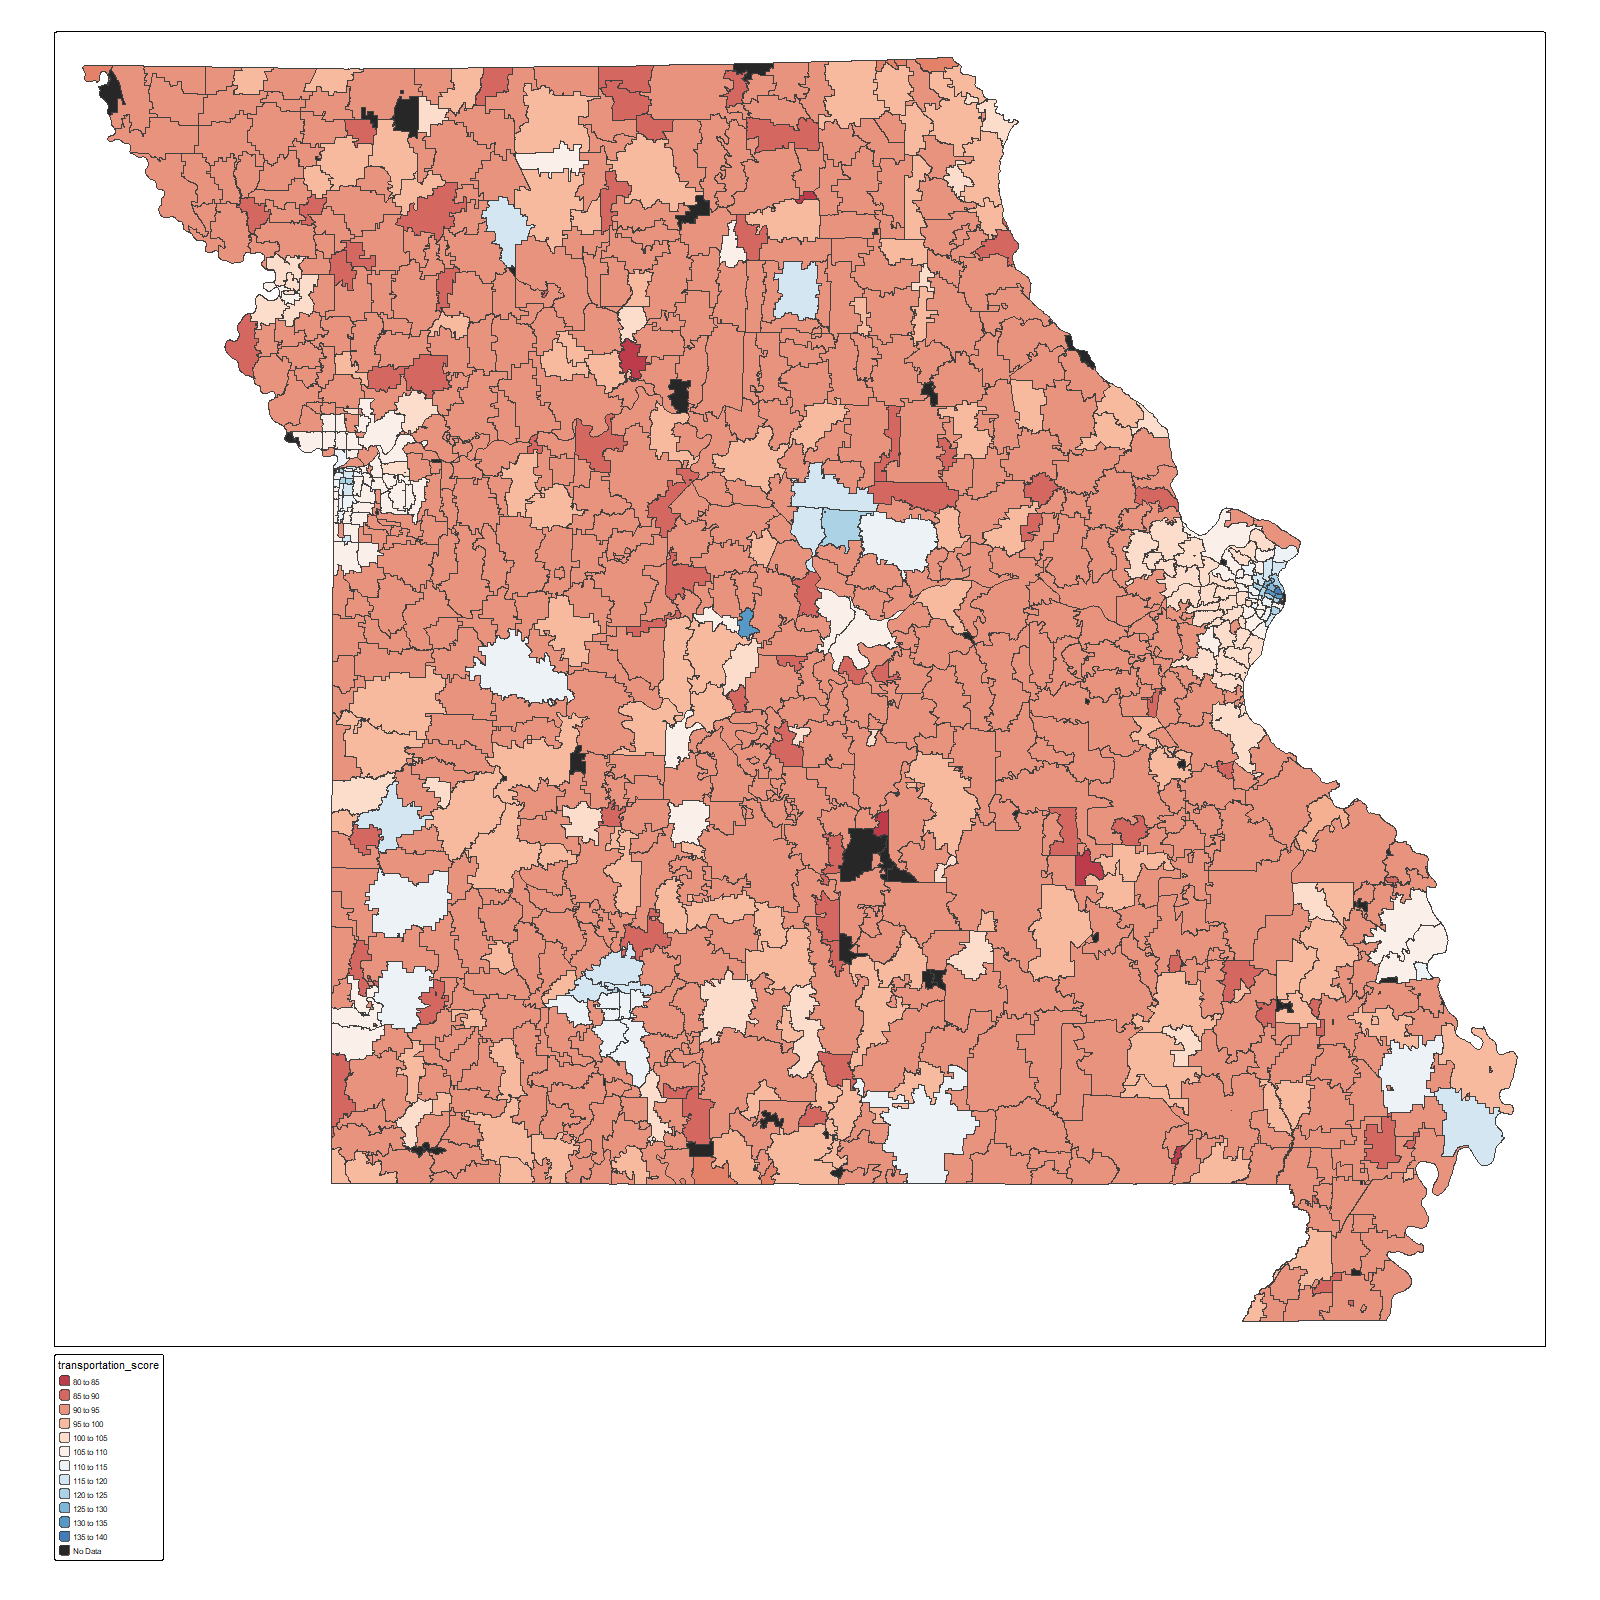 transportation_score
80 to 85
85 to 90
90 to 95
95 to 100
100 to 105
105 to 110
110 to 115
115 to 120
120 to 125
125 to 130
130 to 135
135 to 140
No Data